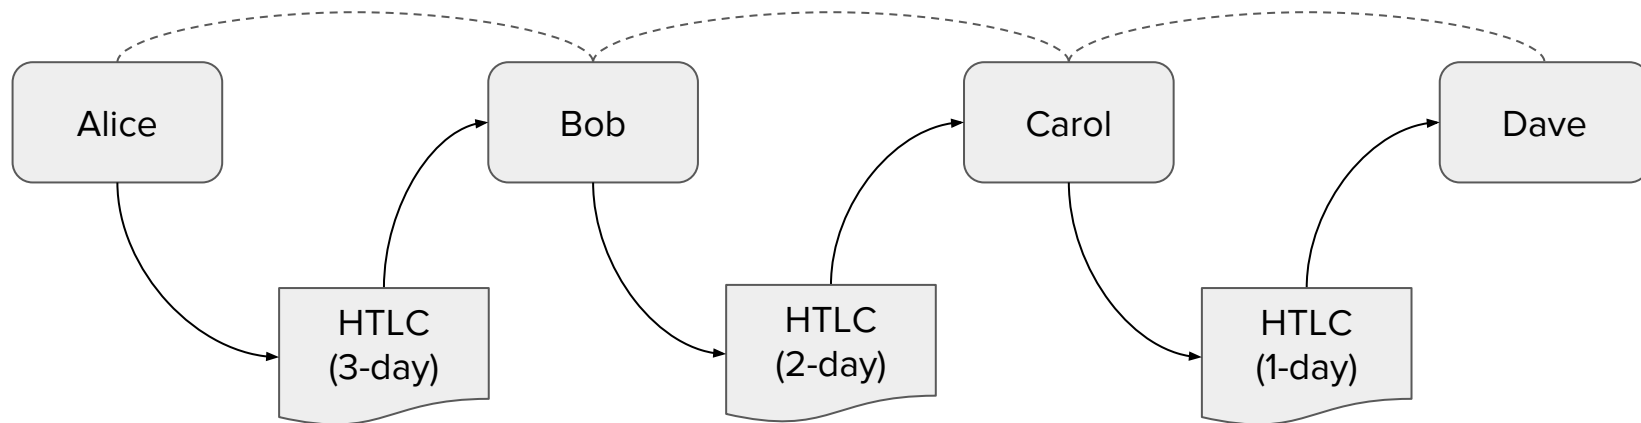 Alice
Bob
Carol
Dave
HTLC
(3-day)
HTLC
(2-day)
HTLC
(1-day)